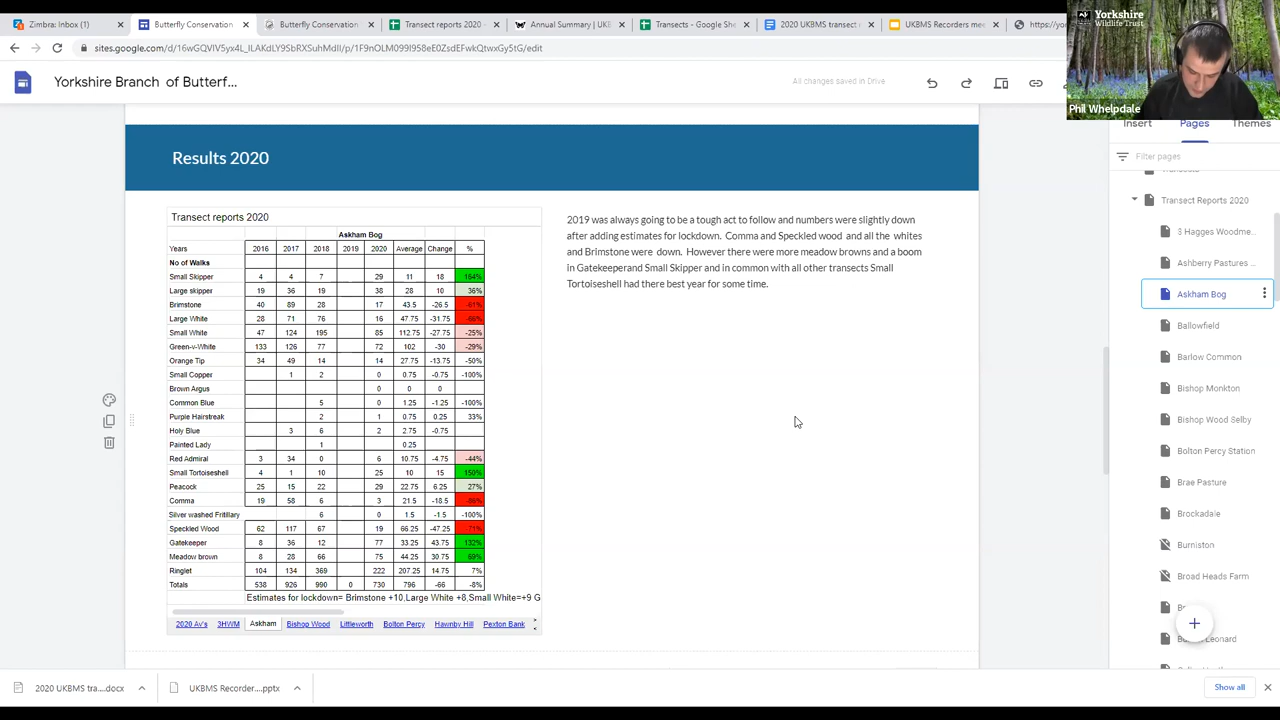 Zimbra: Inbox (1)
Butterfly Conservation
Butterfly Conservation
Transect reports 2020 -
Annual Summary | UKB
Transects - Google She
2020 UKBMS transect r
UKBMS Recorders mee
https://yo
sites.google.com/d/16wGQVIV5yx4L_ILAKdLY9SbRXSuhMdII/p/1F9nOLM099I958eE0ZsdEFwkQtwxGy5tG/edit
Yorkshire
Wildlife Trust
Phil Whelpdale
Yorkshire Branch of Butterf...
All changes saved in Drive
Insert
Pages
Themes
Filter pages
Transects
Transect Reports 2020
3 Hagges Woodme...
Ashberry Pastures ...
Askham Bog
Ballowfield
Barlow Common
Bishop Monkton
Bishop Wood Selby
Bolton Percy Station
Brae Pasture
Brockadale
Burniston
Broad Heads Farm
Results 2020
Transect reports 2020
Askham Bog
Years 2016 2017 2018 2019 2020 Average Change %
No of Walks
Small Skipper 4 4 7 29 11 18 164%
Large skipper 19 36 19 38 28 10 36%
Brimstone 40 89 28 17 43.5 -26.5 -61%
Large White 28 71 76 16 47.75 -31.75 -66%
Small White 47 124 195 85 112.75 -27.75 -25%
Green-v-White 133 126 77 72 102 -30 -29%
Orange Tip 34 49 14 14 27.75 -13.75 -50%
Small Copper 1 2 0 0.75 -0.75 -100%
Brown Argus 0 0 0
Common Blue 5 0 1.25 -1.25 -100%
Purple Hairstreak 2 1 0.75 0.25 33%
Holy Blue 3 6 2 2.75 -0.75
Painted Lady 1 0.25
Red Admiral 3 34 0 6 10.75 -4.75 -44%
Small Tortoiseshell 4 1 10 25 10 15 150%
Peacock 25 15 22 29 22.75 6.25 27%
Comma 19 58 6 3 21.5 -18.5 -86%
Silver washed Fritillary 6 0 1.5 -1.5 -100%
Speckled Wood 62 117 67 19 66.25 -47.25 71%
Gatekeeper 8 36 12 77 33.25 43.75 132%
Meadow brown 8 28 66 75 44.25 30.75 69%
Ringlet 104 134 369 222 207.25 14.75 7%
Totals 538 926 990 0 730 796 -66 -8%
Estimates for lockdown= Brimstone +10,Large White +8,Small White=+9 G
2020 Av's 3HWM Askham Bishop Wood Littleworth Bolton Percy Hawnby Hill Pexton Bank
2019 was always going to be a tough act to follow and numbers were slightly down
after adding estimates for lockdown. Comma and Speckled wood and all the whites
and Brimstone were down. However there were more meadow browns and a boom
in Gatekeeperand Small Skipper and in common with all other transects Small
Tortoiseshell had there best year for some time.
2020 UKBMS tra....docx
UKBMS Recorder....pptx
Show all